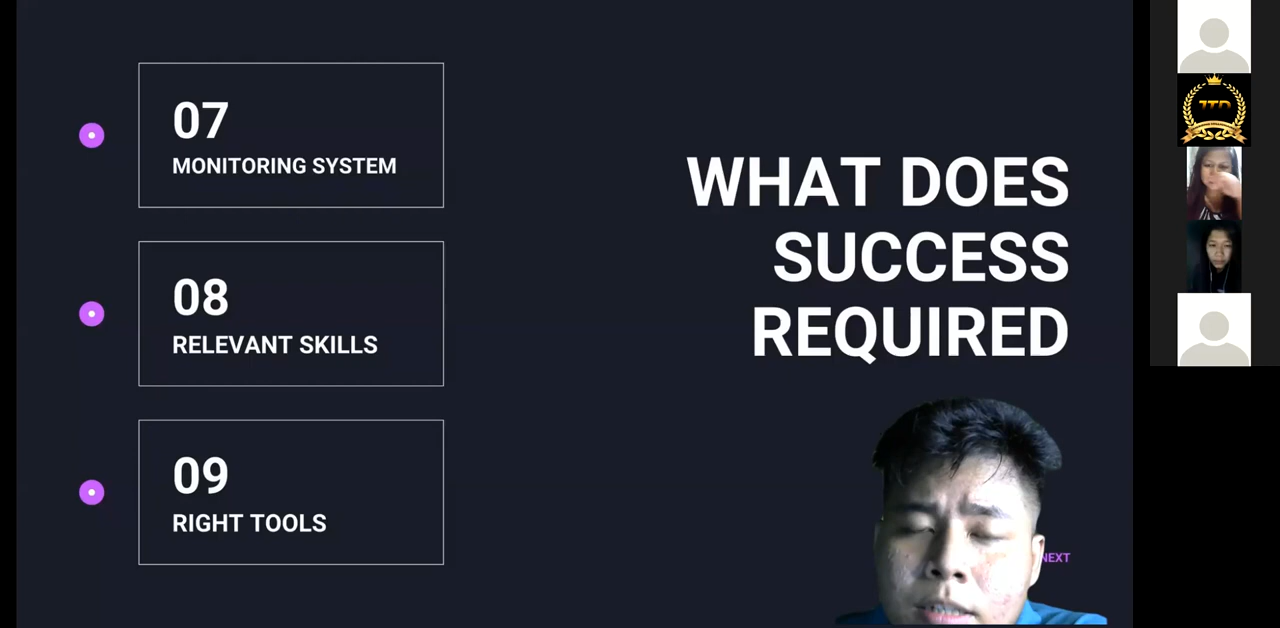 07
MONITORING SYSTEM
08
RELEVANT SKILLS
09
RIGHT TOOLS
WHAT DOES
SUCCESS
REQUIRED
NEXT